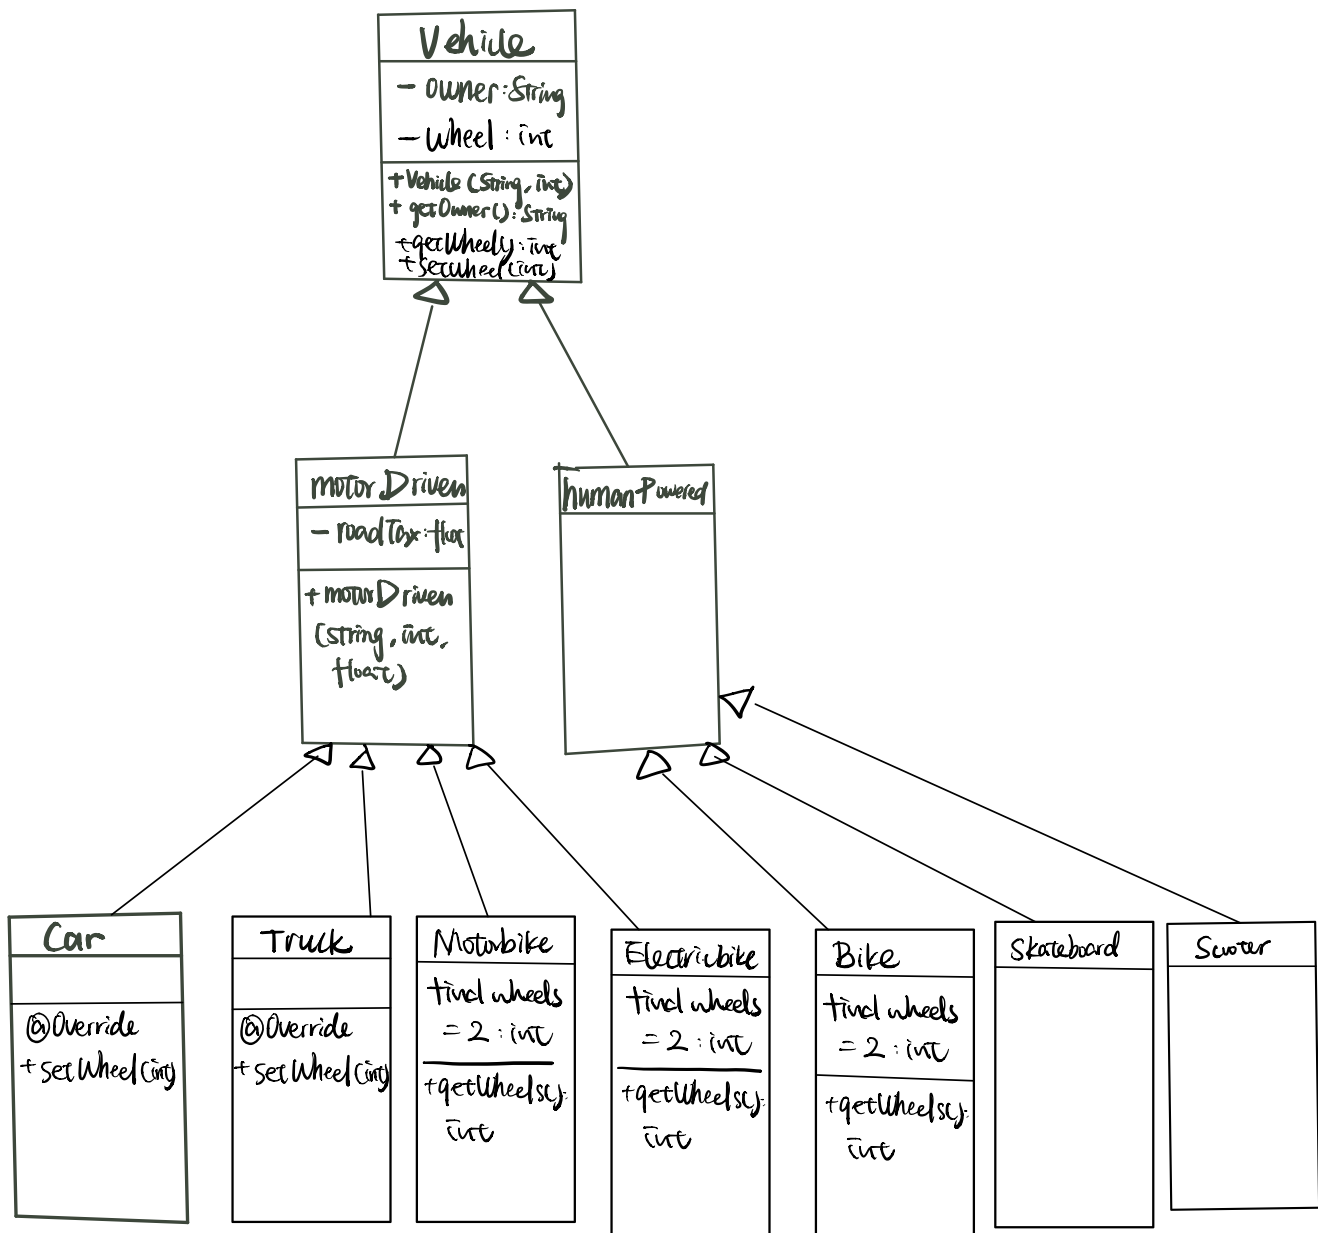 Vehicle
- owner: String
- wheel : int
+ Vehicle (String, int)
+ getOwner(): String
+getWheel(): int
+setWheel(int)
motorDriven
- roadTax: float
+ motorDriven
(string, int,
float)
humanPowered
Car
@Override
+ setWheel(int)
Truck
@Override
+ setWheel(int)
Motorbike
final wheels
= 2 : int
+getWheels():
int
Electricbike
final wheels
= 2 : int
+getWheels():
int
Bike
final wheels
= 2 : int
+getWheels():
int
Skateboard
Scooter